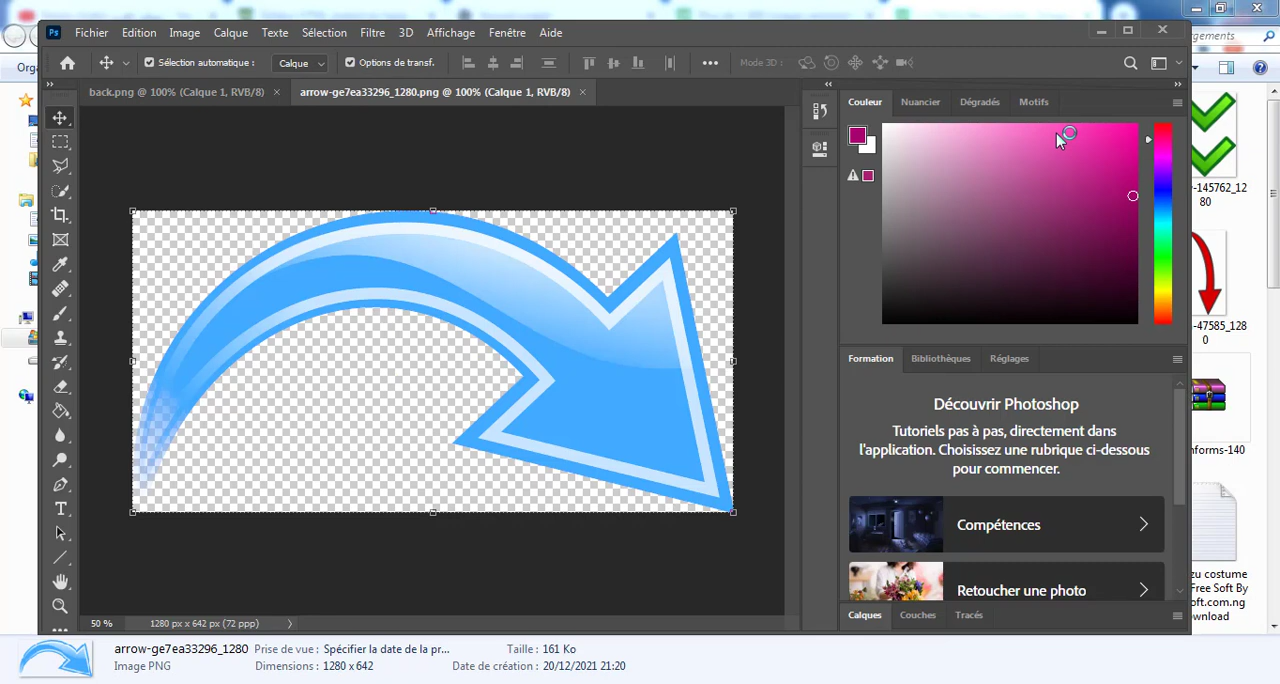 Ps Fichier Edition Image Calque Texte Sélection Filtre 3D Affichage Fenêtre Aide
Sélection automatique : Calque Options de transf. Mode 3D :
back.png @ 100% (Calque 1, RVB/8) × arrow-ge7ea33296_1280.png @ 100% (Calque 1, RVB/8) ×
Couleur Nuancier Dégradés Motifs
Formation Bibliothèques Réglages
Découvrir Photoshop
Tutoriels pas à pas, directement dans
l'application. Choisissez une rubrique ci-dessous
pour commencer.
Compétences
Retoucher une photo
Calques Couches Tracés
50 % 1280 px x 642 px (72 ppp)
Orga
-145762_12
80
-47585_128
0
nforms-140
zu costume
Free Soft By
oft.com.ng
ownload
arrow-ge7ea33296_1280 Prise de vue : Spécifier la date de la pr... Taille : 161 Ko
Image PNG Dimensions : 1280 x 642 Date de création : 20/12/2021 21:20